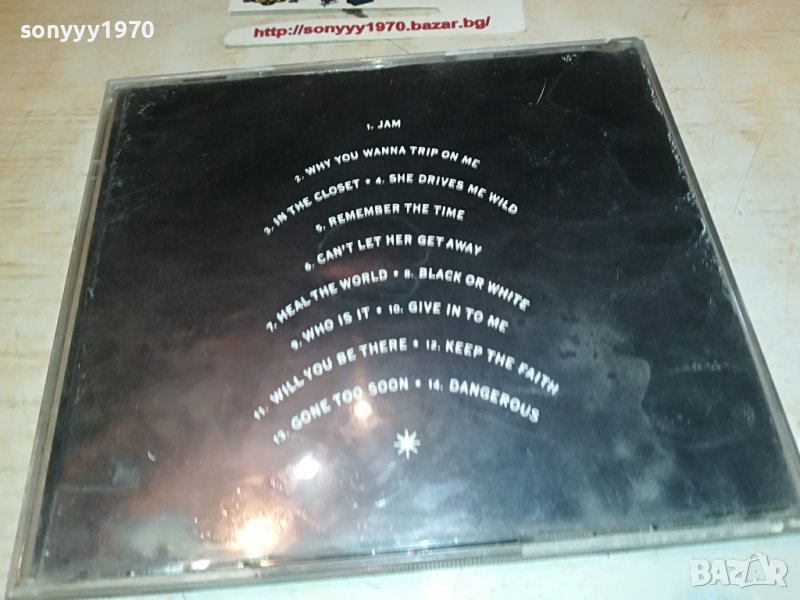 sonyyy1970
http://sonyyy1970.bazar.bg/
1. JAM
2. WHY YOU WANNA TRIP ON ME
3. IN THE CLOSET • 4. SHE DRIVES ME WILD
5. REMEMBER THE TIME
6. CAN'T LET HER GET AWAY
7. HEAL THE WORLD • 8. BLACK OR WHITE
9. WHO IS IT • 10. GIVE IN TO ME
11. WILL YOU BE THERE • 12. KEEP THE FAITH
13. GONE TOO SOON • 14. DANGEROUS
BAZAR